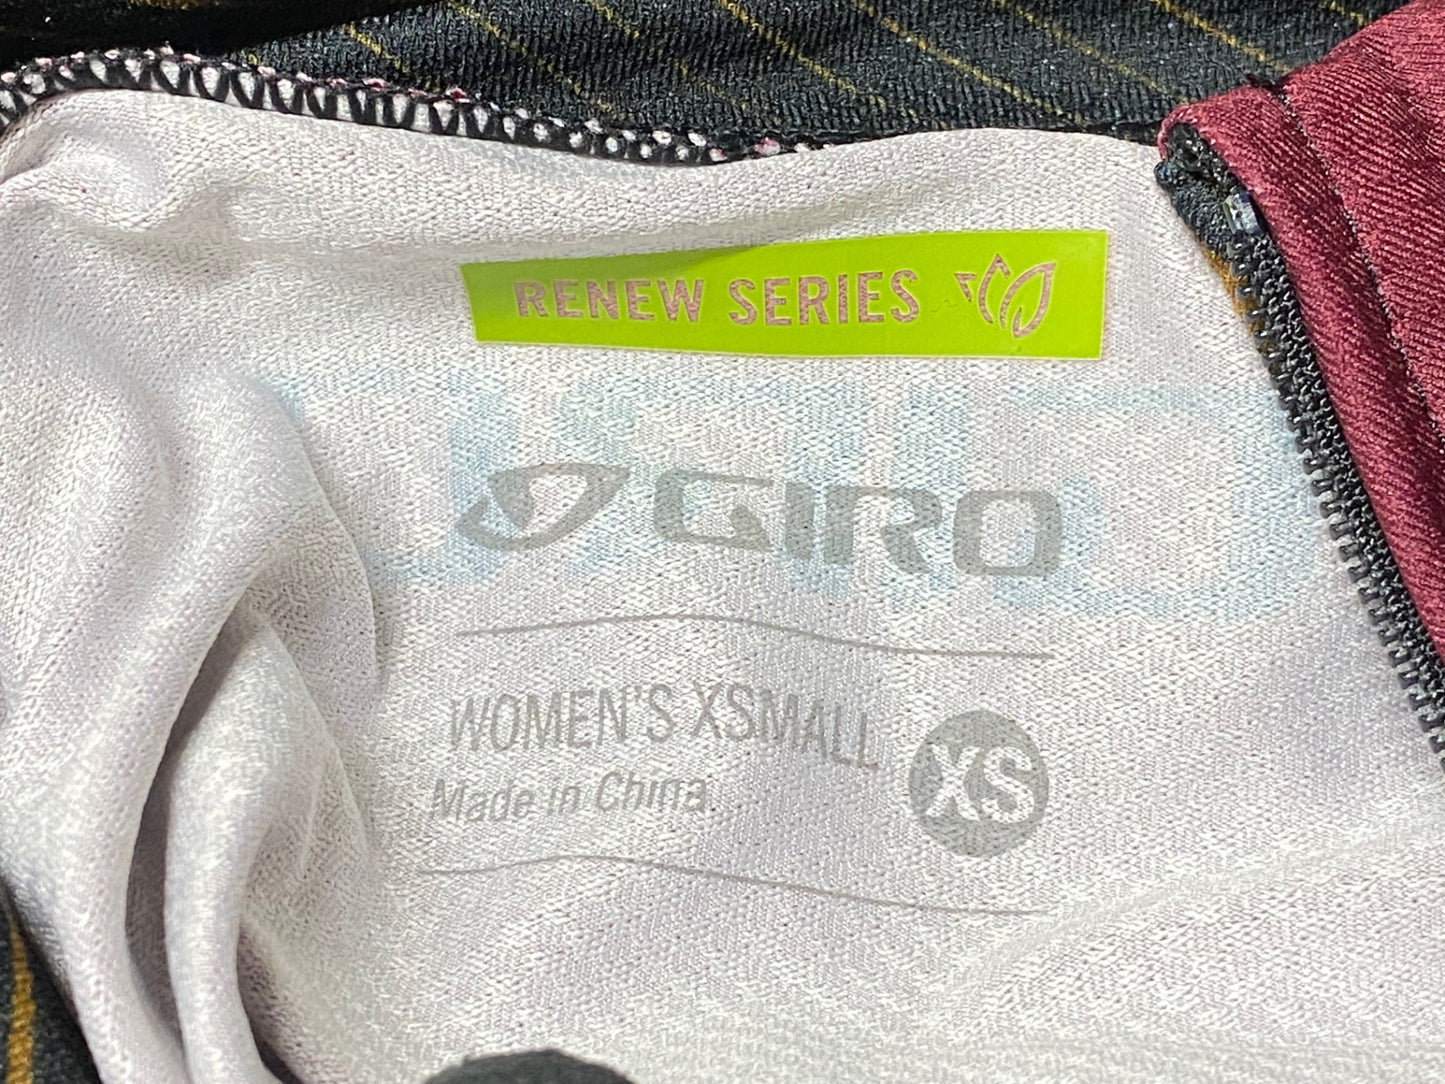 RENEW SERIES
GIRO
WOMEN'S XSMALL
XS
Made in China